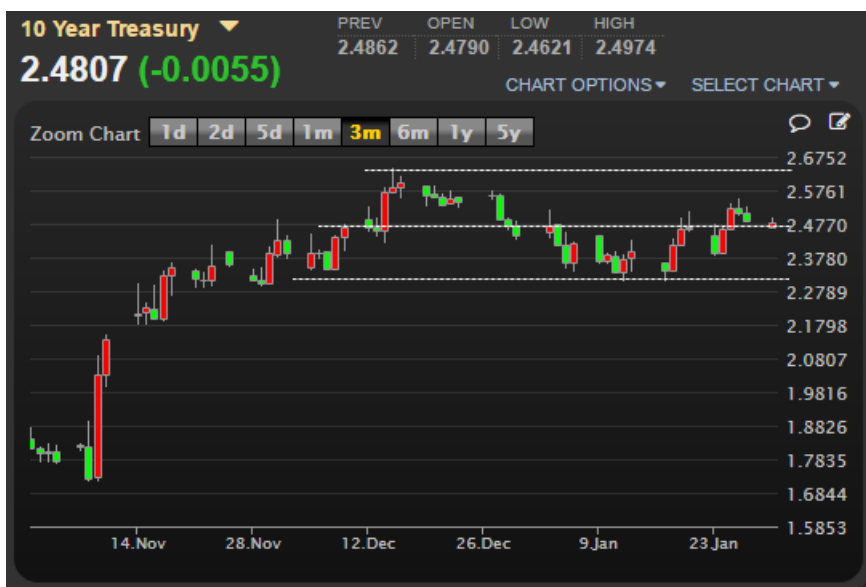 10 Year Treasury
PREV OPEN LOW HIGH
2.4862 2.4790 2.4621 2.4974
2.4807 (-0.0055)
CHART OPTIONS SELECT CHART
Zoom Chart 1d 2d 5d 1m 3m 6m 1y 5y
2.6752
2.5761
2.4770
2.3780
2.2789
2.1798
2.0807
1.9816
1.8826
1.7835
1.6844
1.5853
14.Nov 28.Nov 12.Dec 26.Dec 9.Jan 23.Jan